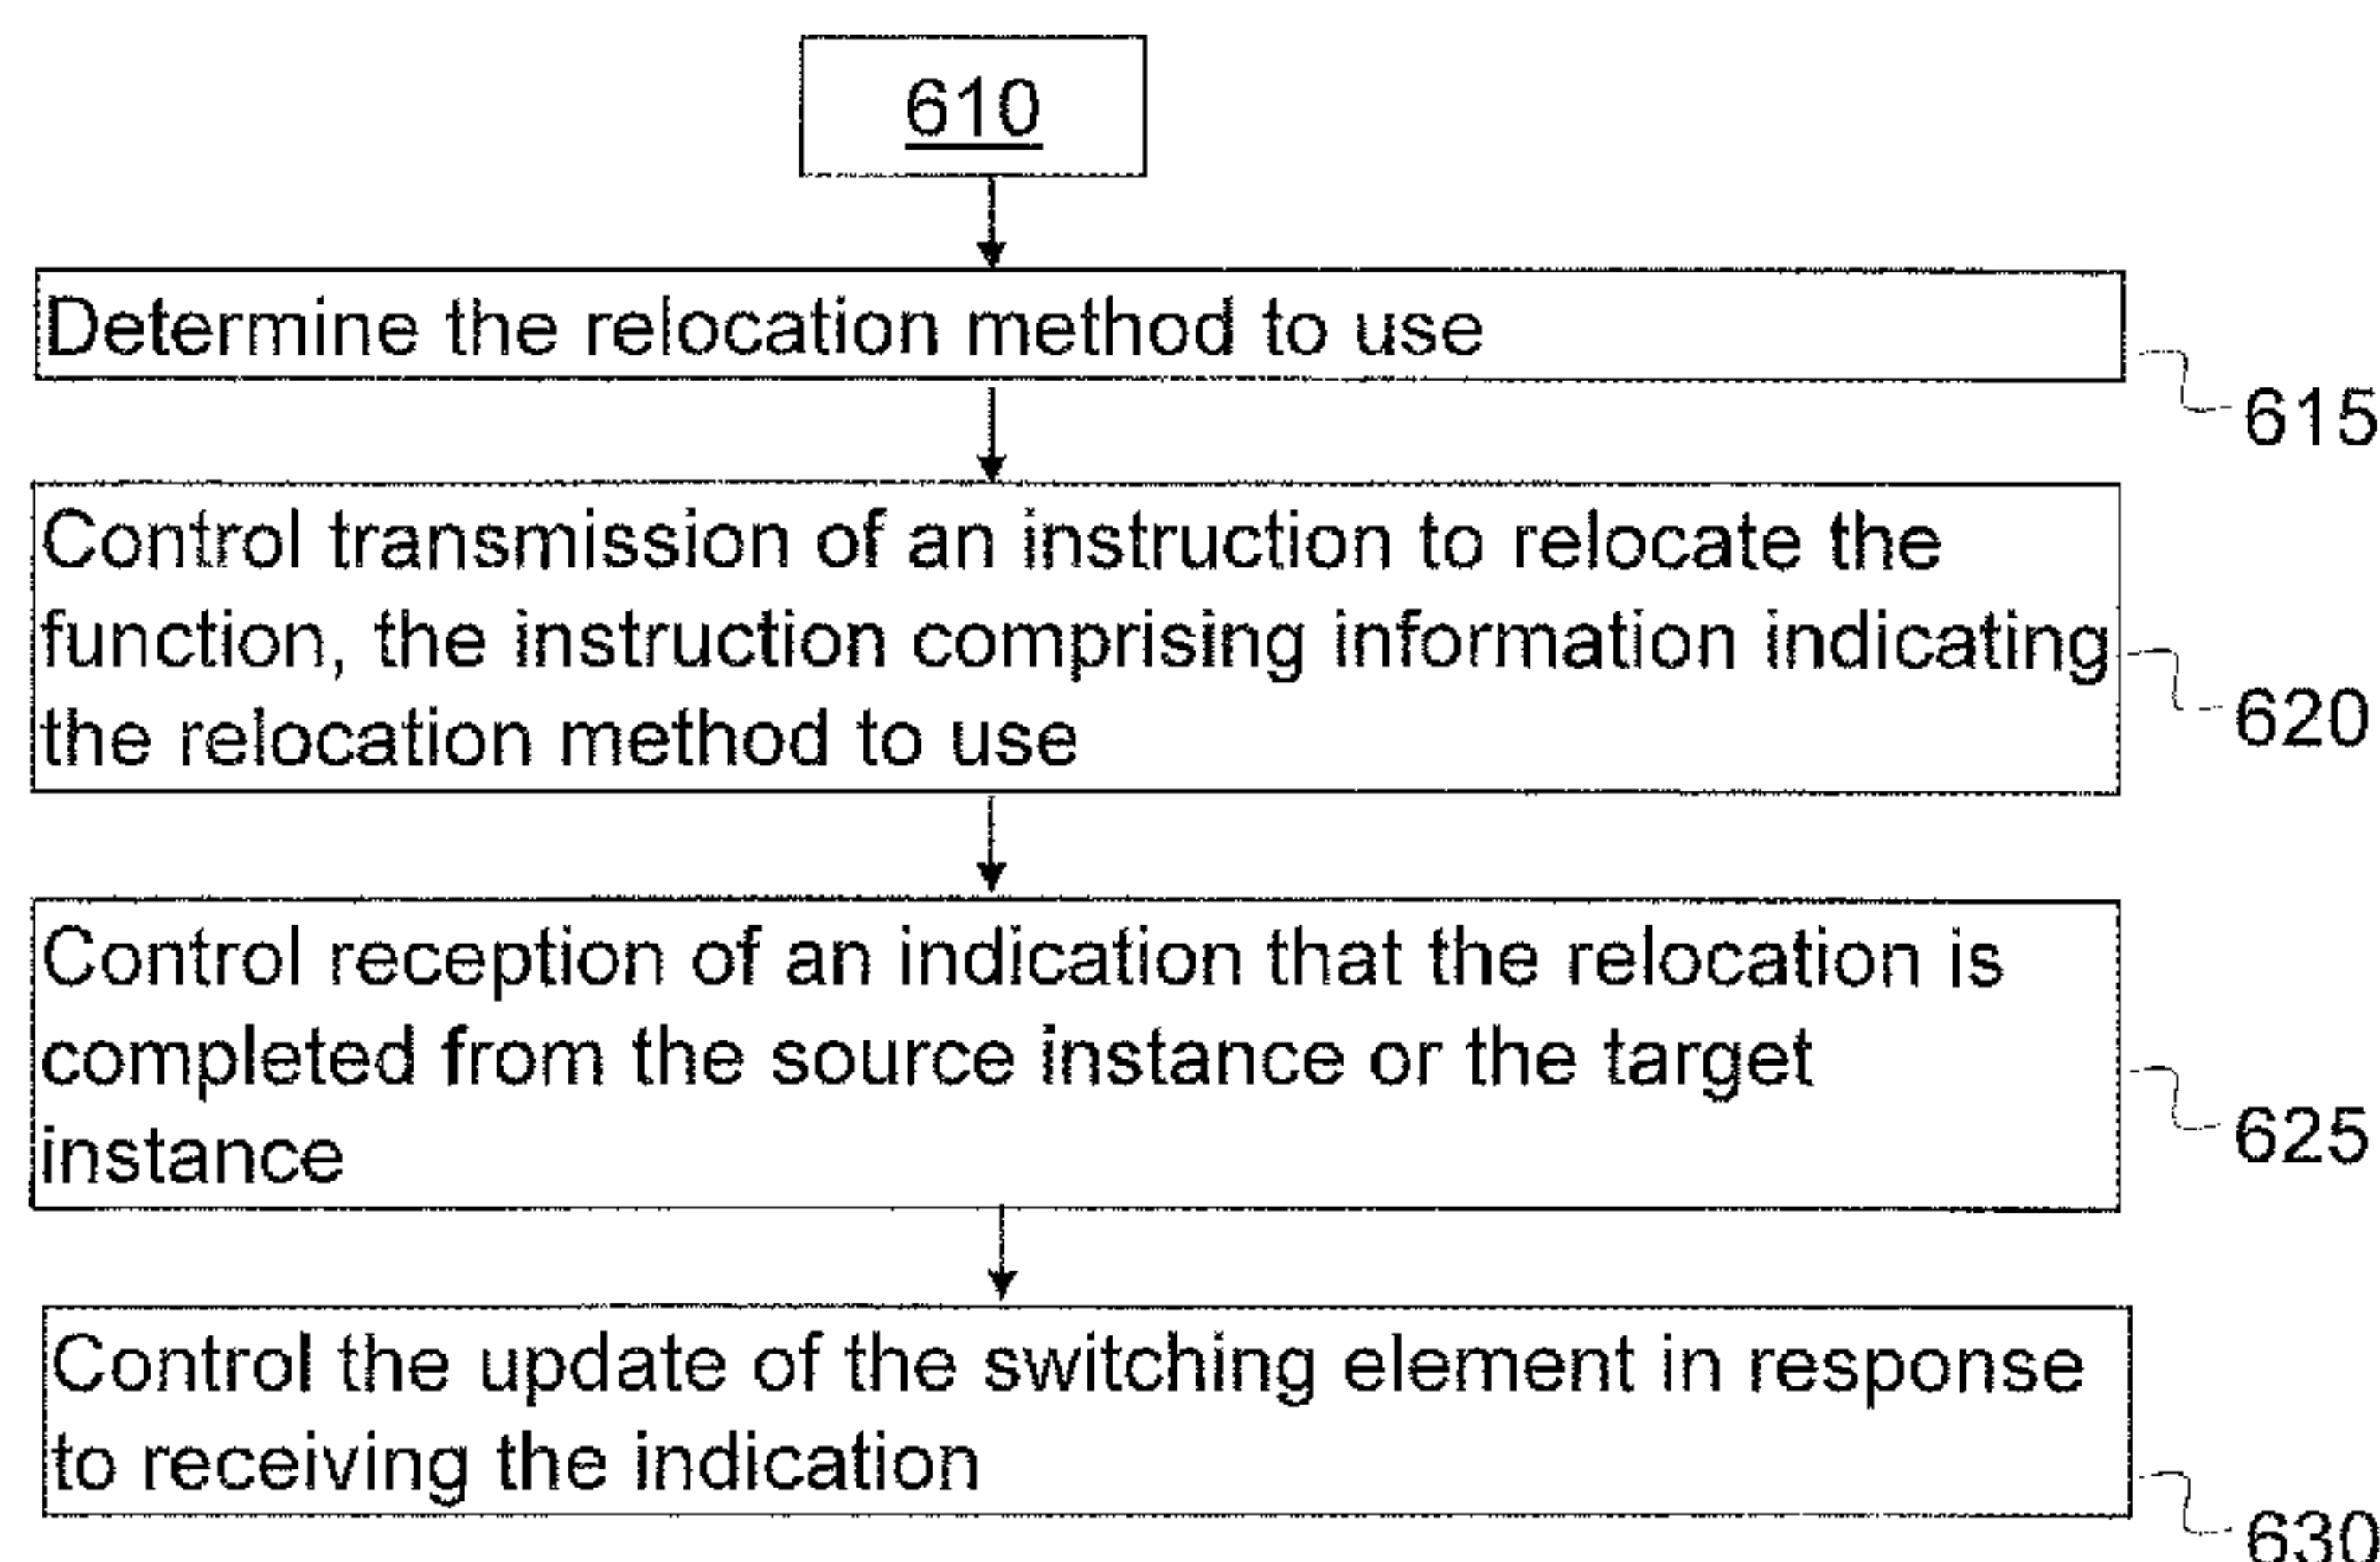 610
Determine the relocation method to use
615
Control transmission of an instruction to relocate the
function, the instruction comprising information indicating
the relocation method to use
620
Control reception of an indication that the relocation is
completed from the source instance or the target
instance
625
Control the update of the switching element in response
to receiving the indication
630